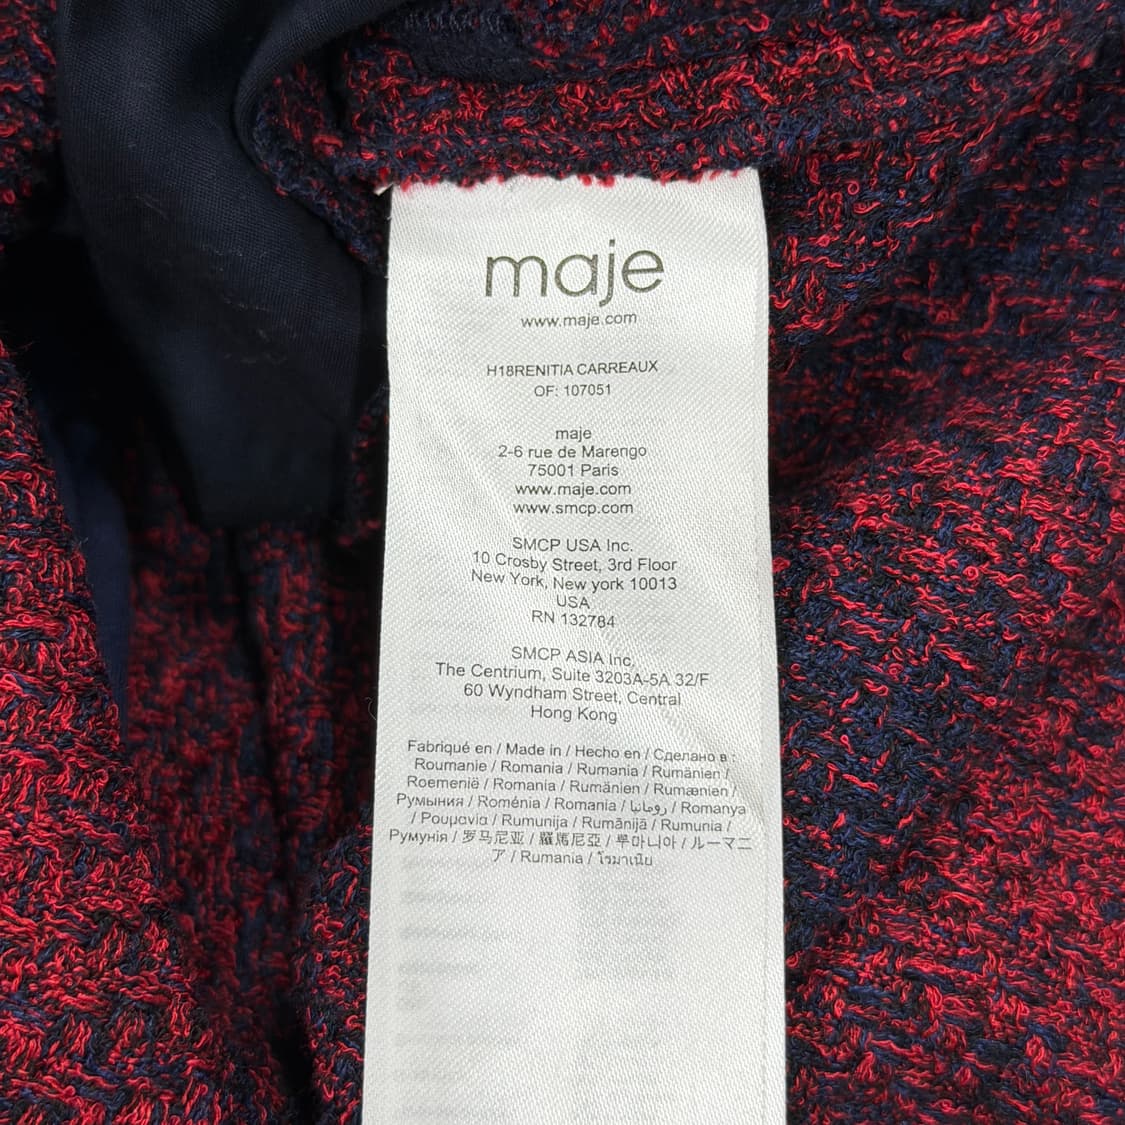 maje
www.maje.com
H18RENITIA CARREAUX
OF: 107051
maje
2-6 rue de Marengo
75001 Paris
www.maje.com
www.smcp.com
SMCP USA Inc.
10 Crosby Street, 3rd Floor
New York, New york 10013
USA
RN 132784
SMCP ASIA Inc,
The Centrium, Suite 3203A-5A 32/F
60 Wyndham Street, Central
Hong Kong
Fabriqué en / Made in / Hecho en / Сделано в :
Roumanie / Romania / Rumania / Rumänien /
Roemenië / Romania / Rumänien / Rumænien /
Румыния / Roménia / Romania / رومانيا / Romanya
/ Ρουμανία / Rumunija / Rumānijā / Rumunia /
Румунія / 罗马尼亚 / 羅馬尼亞 / 루마니아 / ルーマニ
ア / Rumania / โรมาเนีย